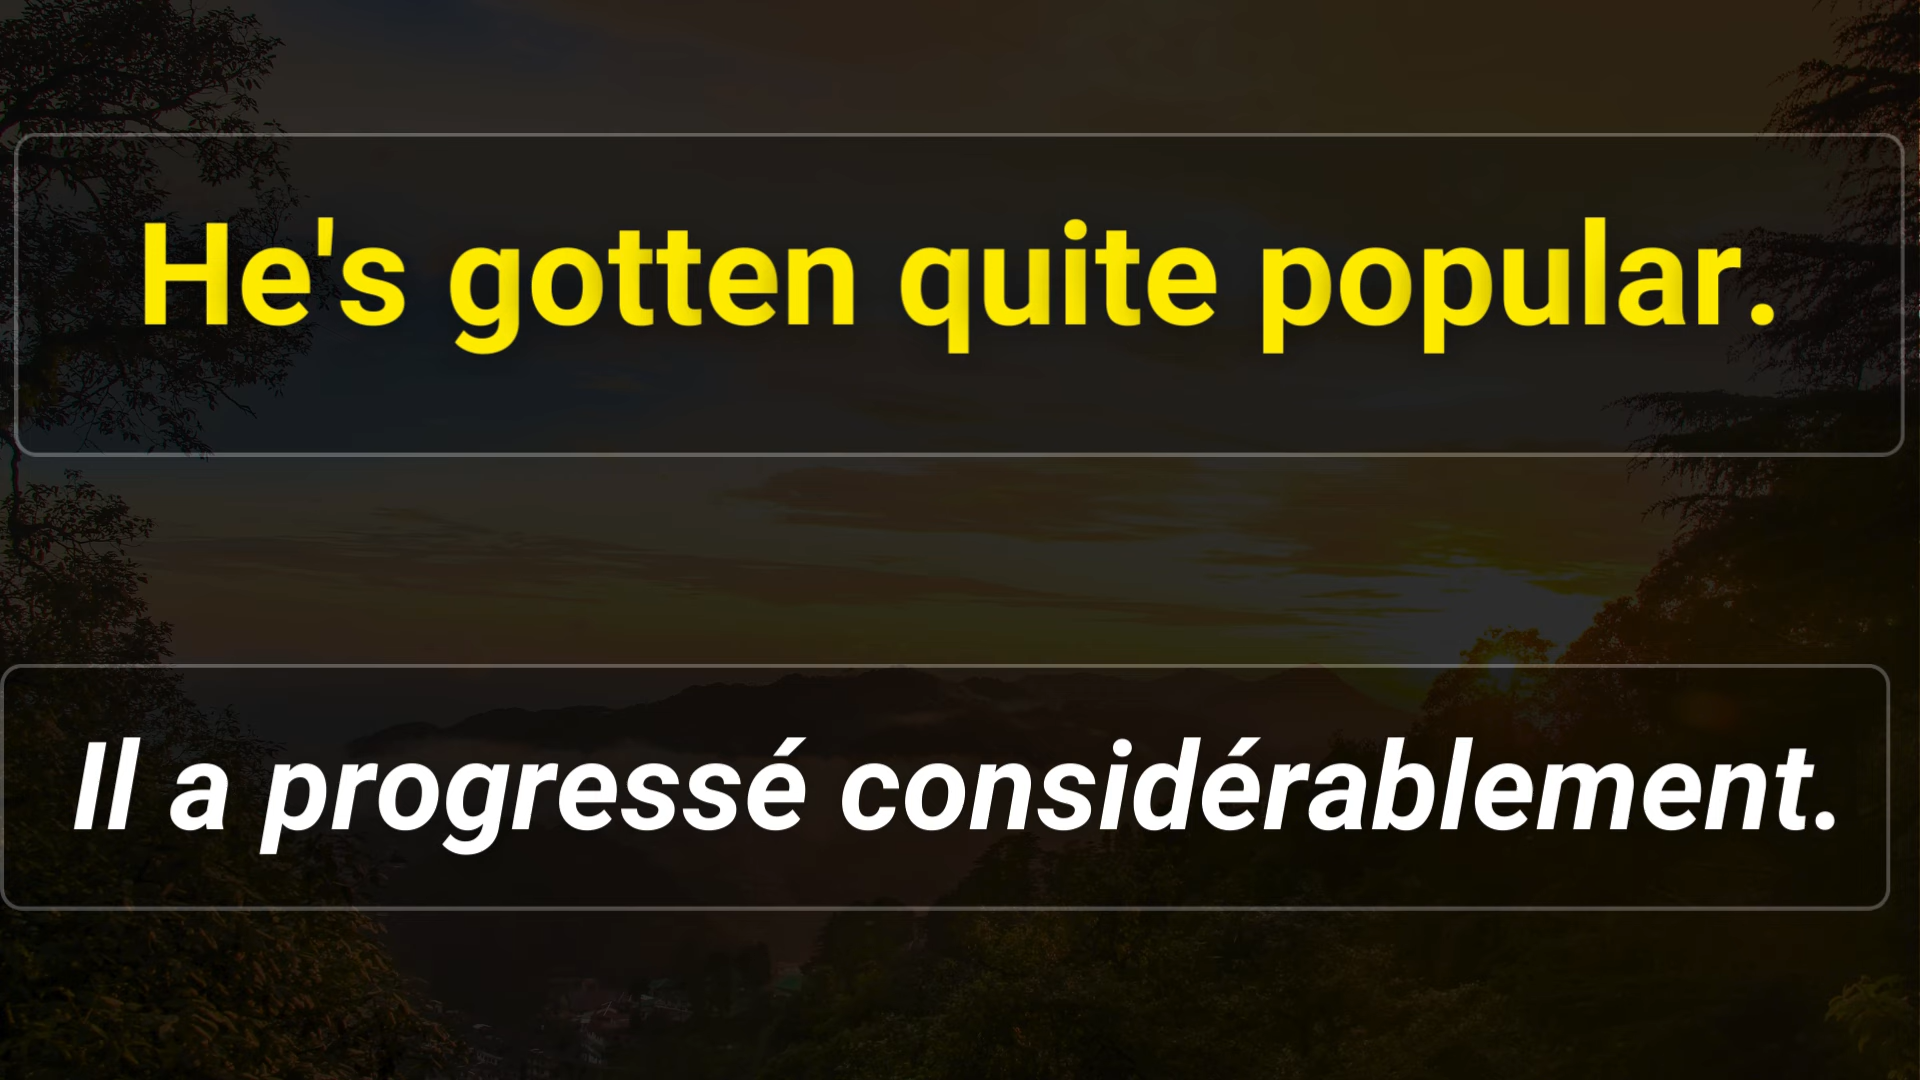 He's gotten quite popular.
Il a progressé considérablement.